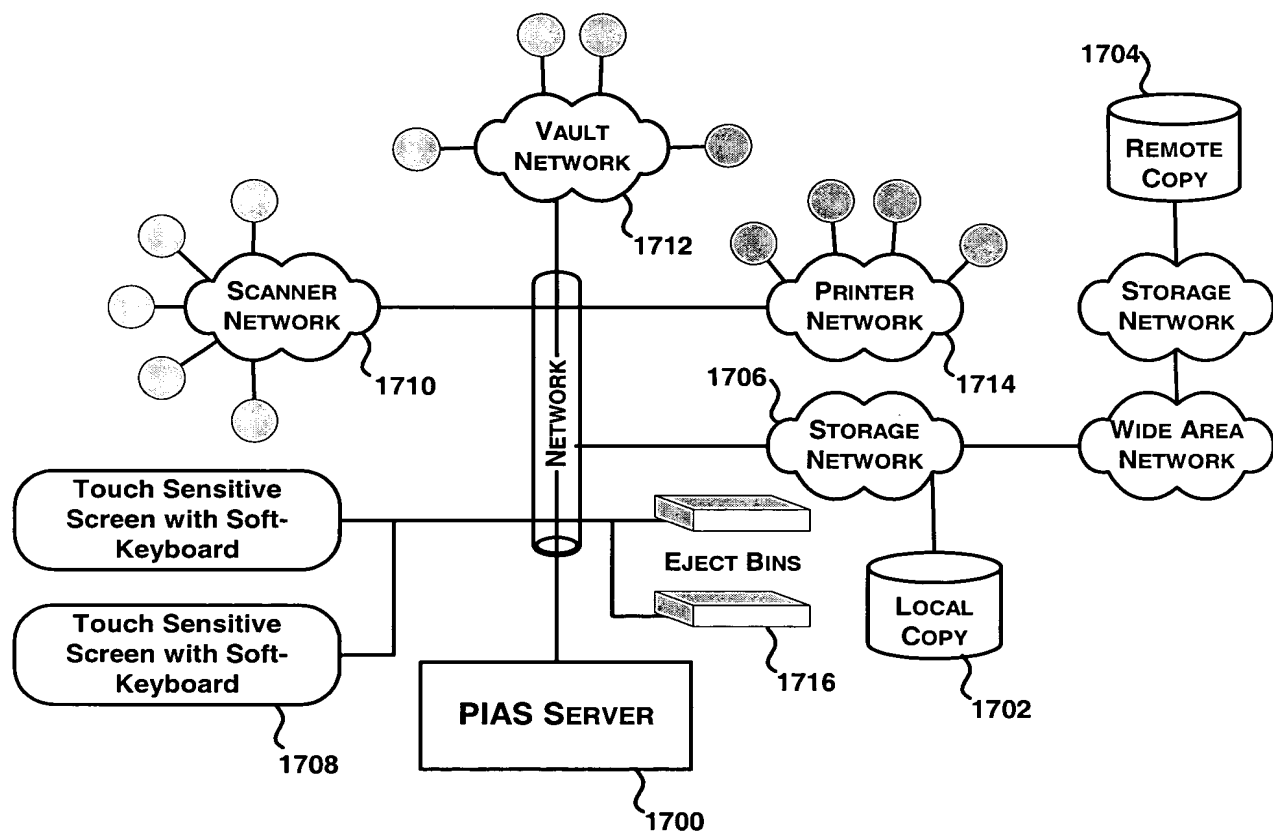 1704
VAULT
NETWORK
REMOTE
COPY
1712
SCANNER
NETWORK
PRINTER
NETWORK
STORAGE
NETWORK
1710
1706
1714
NETWORK
STORAGE
NETWORK
WIDE AREA
NETWORK
Touch Sensitive
Screen with Soft-
Keyboard
EJECT BINS
LOCAL
COPY
Touch Sensitive
Screen with Soft-
Keyboard
1716
1702
PIAS SERVER
1708
1700